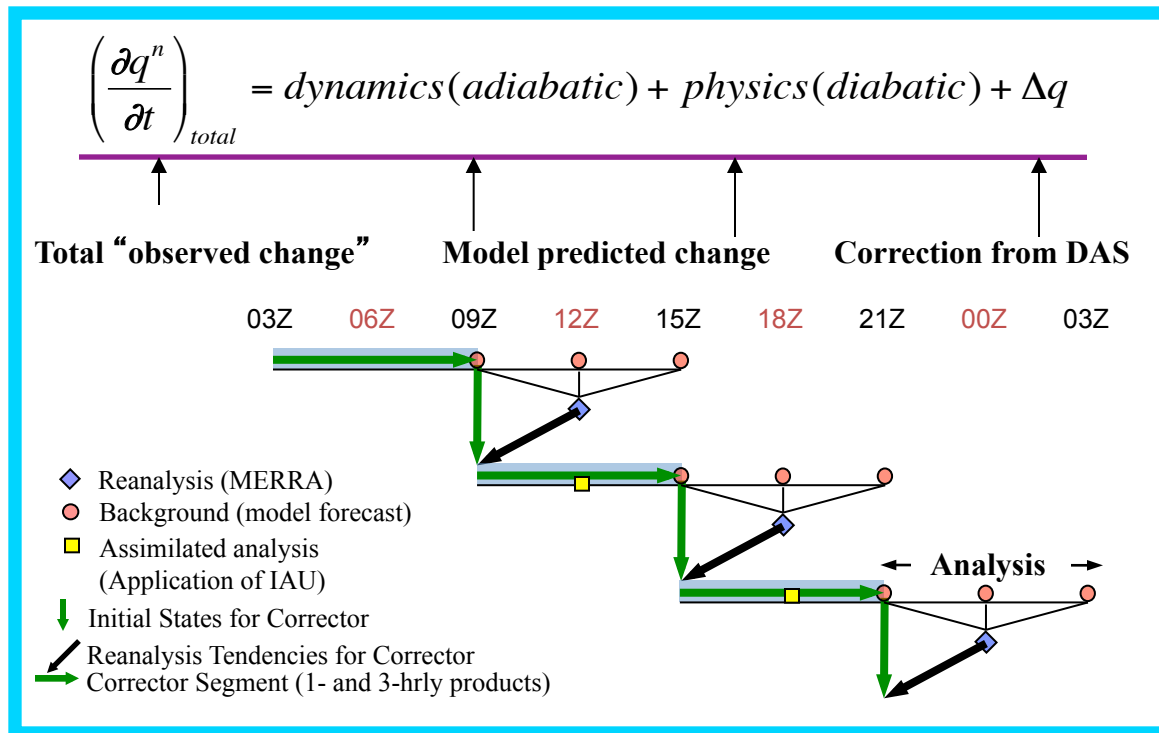 (∂qⁿ/∂t)total = dynamics(adiabatic) + physics(diabatic) + Δq
Total “observed change” Model predicted change Correction from DAS
03Z 06Z 09Z 12Z 15Z 18Z 21Z 00Z 03Z
Reanalysis (MERRA)
Background (model forecast)
Assimilated analysis
(Application of IAU)
Analysis
Initial States for Corrector
Reanalysis Tendencies for Corrector
Corrector Segment (1- and 3-hrly products)